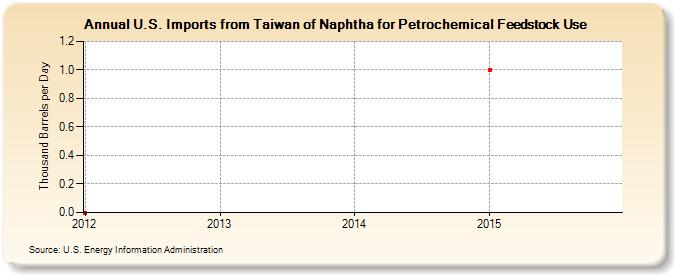 Annual U.S. Imports from Taiwan of Naphtha for Petrochemical Feedstock Use
Thousand Barrels per Day
1.2
1.0
0.8
0.6
0.4
0.2
0.0
2012 2013 2014 2015
Source: U.S. Energy Information Administration